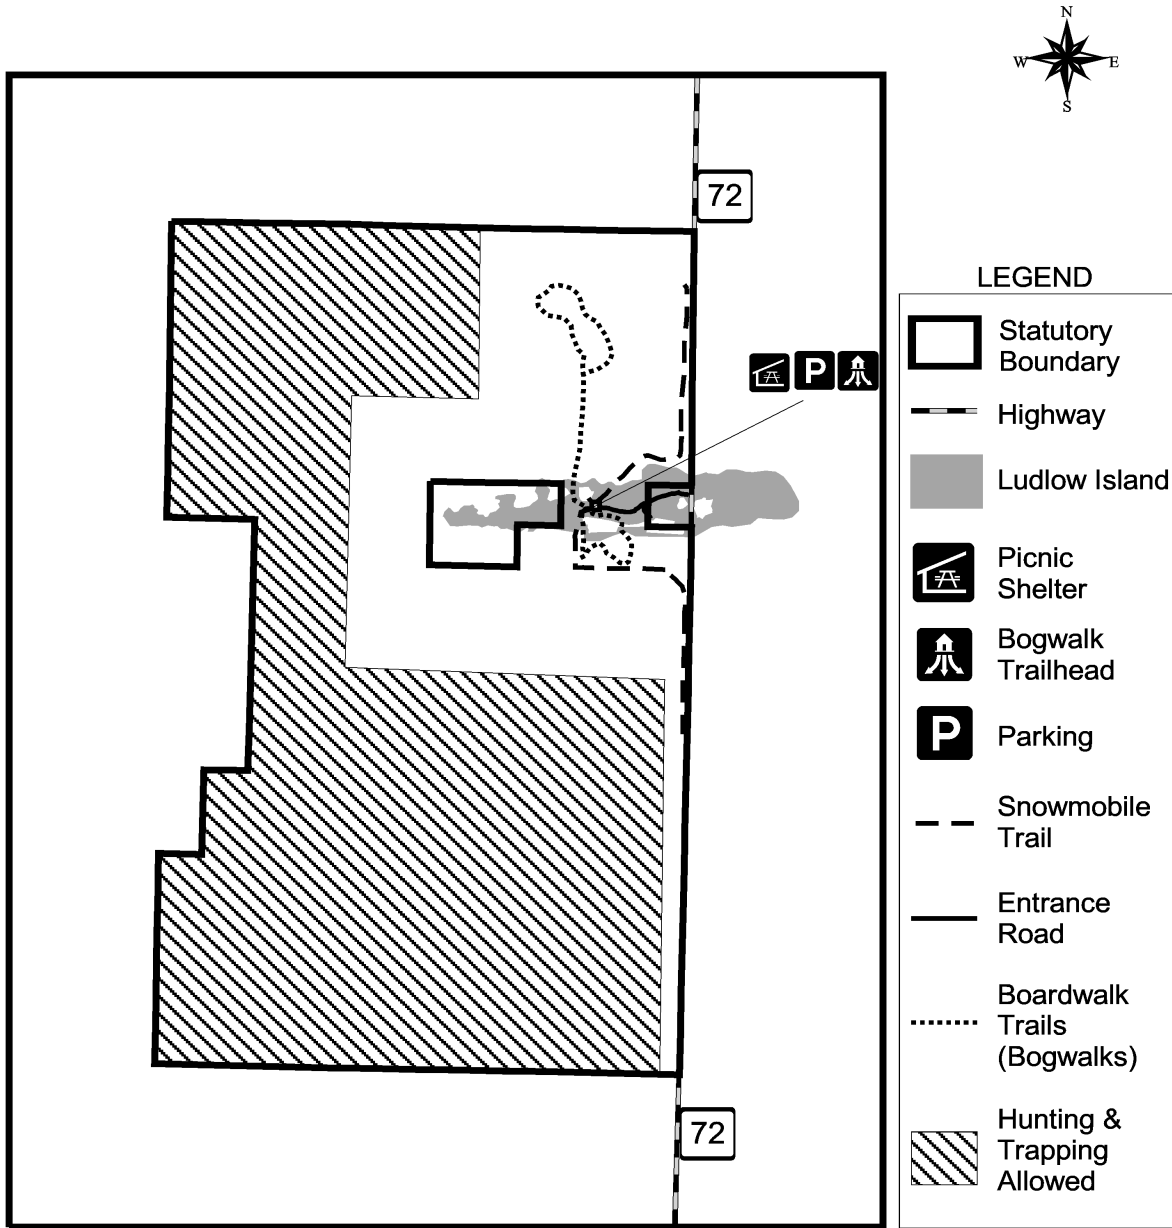 N
W
E
S
72
LEGEND
Statutory
Boundary
P
Highway
Ludlow Island
Picnic
Shelter
Bogwalk
Trailhead
P
Parking
Snowmobile
Trail
Entrance
Road
Boardwalk
Trails
(Bogwalks)
72
Hunting &
Trapping
Allowed